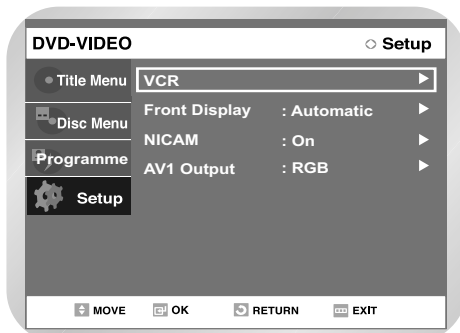 DVD-VIDEO Setup
Title Menu
Disc Menu
Programme
Setup
VCR
Front Display : Automatic
NICAM : On
AV1 Output : RGB
MOVE OK RETURN EXIT